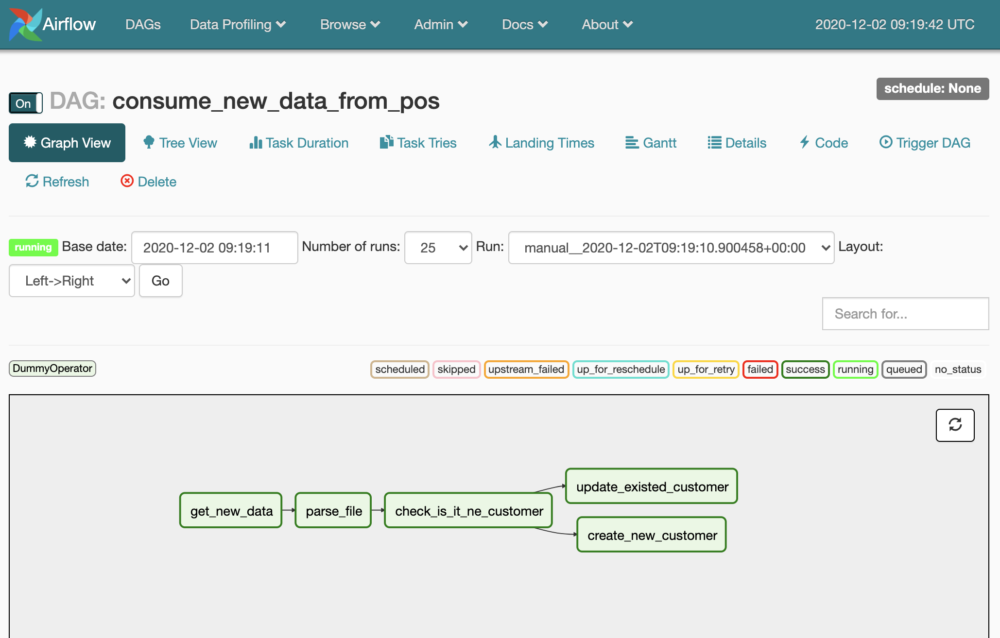 Airflow DAGs Data Profiling Browse Admin Docs About 2020-12-02 09:19:42 UTC
schedule: None
On DAG: consume_new_data_from_pos
Graph View Tree View Task Duration Task Tries Landing Times Gantt Details Code Trigger DAG
Refresh Delete
running Base date: 2020-12-02 09:19:11 Number of runs: 25 Run: manual__2020-12-02T09:19:10.900458+00:00 Layout:
Left->Right Go
Search for...
DummyOperator scheduled skipped upstream_failed up_for_reschedule up_for_retry failed success running queued no_status
update_existed_customer
get_new_data parse_file check_is_it_ne_customer
create_new_customer